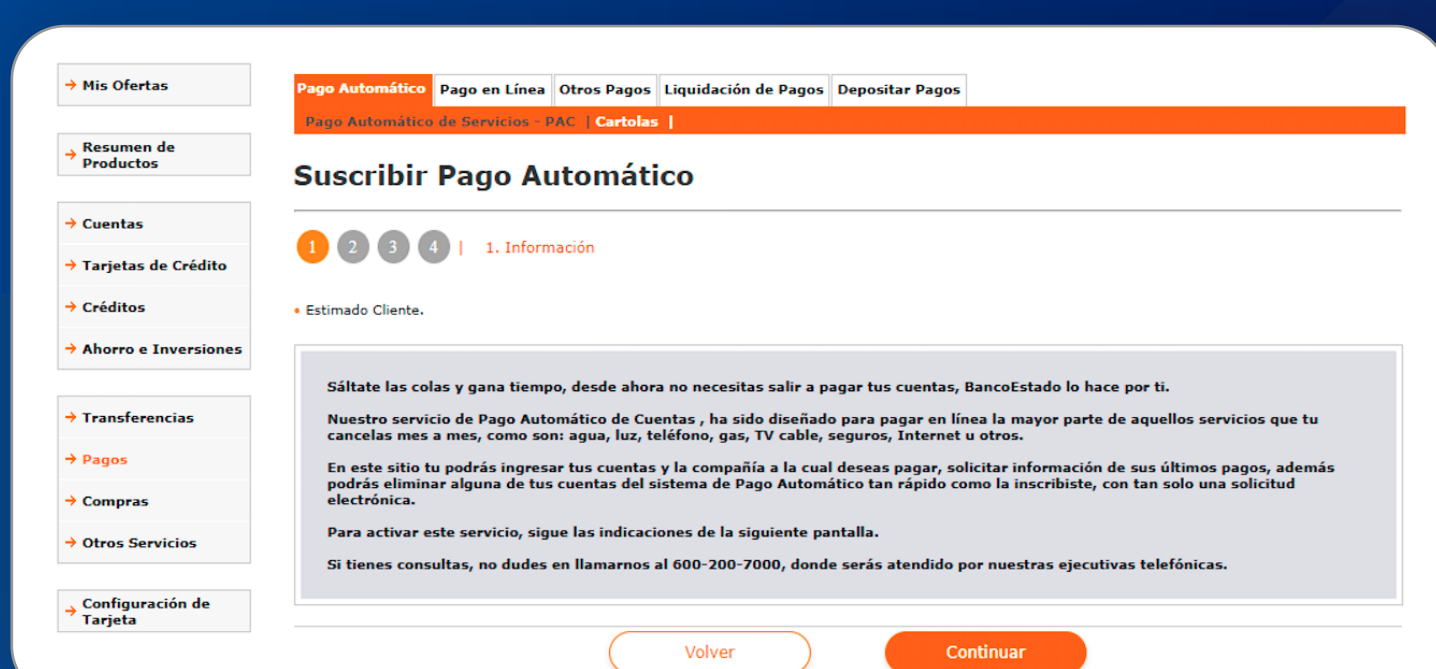 Mis Ofertas
Resumen de
Productos
Cuentas
Tarjetas de Crédito
Créditos
Ahorro e Inversiones
Transferencias
Pagos
Compras
Otros Servicios
Configuración de
Tarjeta
Pago Automático Pago en Línea Otros Pagos Liquidación de Pagos Depositar Pagos
Pago Automático de Servicios - PAC | Cartolas |
Suscribir Pago Automático
1 2 3 4 | 1. Información
• Estimado Cliente.
Sáltate las colas y gana tiempo, desde ahora no necesitas salir a pagar tus cuentas, BancoEstado lo hace por ti.
Nuestro servicio de Pago Automático de Cuentas , ha sido diseñado para pagar en línea la mayor parte de aquellos servicios que tu
cancelas mes a mes, como son: agua, luz, teléfono, gas, TV cable, seguros, Internet u otros.
En este sitio tu podrás ingresar tus cuentas y la compañía a la cual deseas pagar, solicitar información de sus últimos pagos, además
podrás eliminar alguna de tus cuentas del sistema de Pago Automático tan rápido como la inscribiste, con tan solo una solicitud
electrónica.
Para activar este servicio, sigue las indicaciones de la siguiente pantalla.
Si tienes consultas, no dudes en llamarnos al 600-200-7000, donde serás atendido por nuestras ejecutivas telefónicas.
Volver Continuar